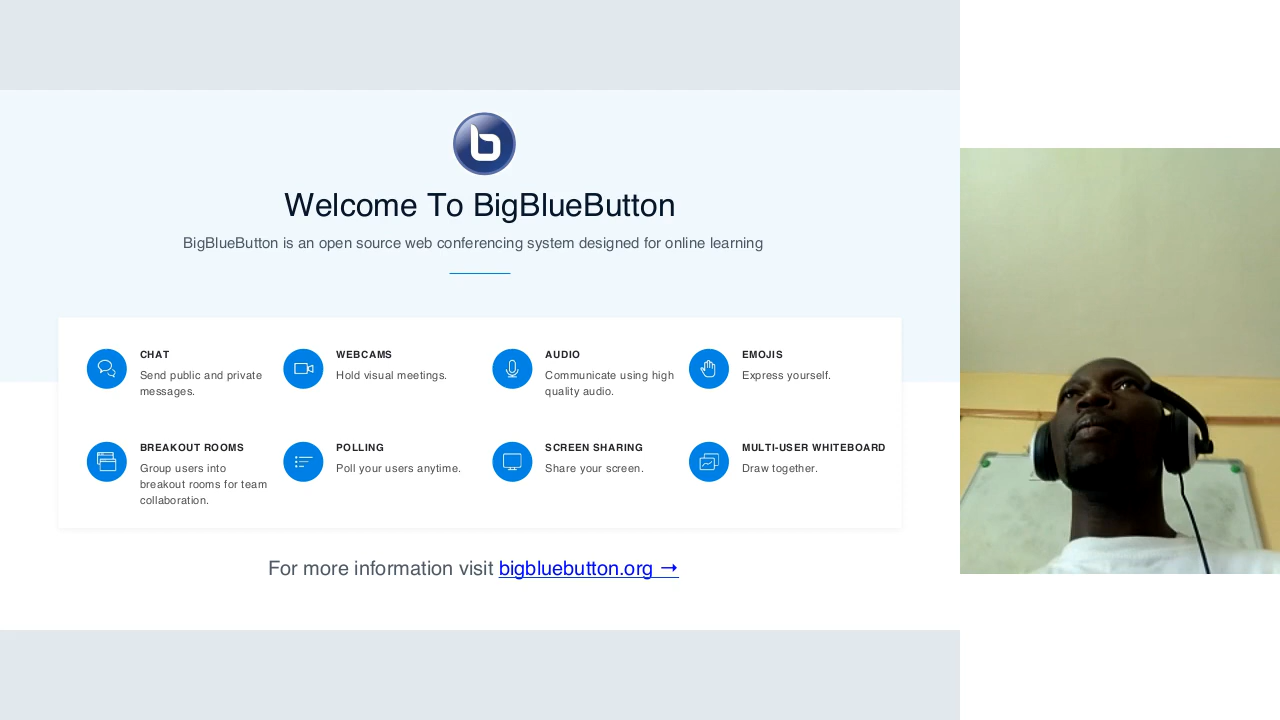 Welcome To BigBlueButton
BigBlueButton is an open source web conferencing system designed for online learning
CHAT
Send public and private
messages.
WEBCAMS
Hold visual meetings.
AUDIO
Communicate using high
quality audio.
EMOJIS
Express yourself.
BREAKOUT ROOMS
Group users into
breakout rooms for team
collaboration.
POLLING
Poll your users anytime.
SCREEN SHARING
Share your screen.
MULTI-USER WHITEBOARD
Draw together.
For more information visit bigbluebutton.org →